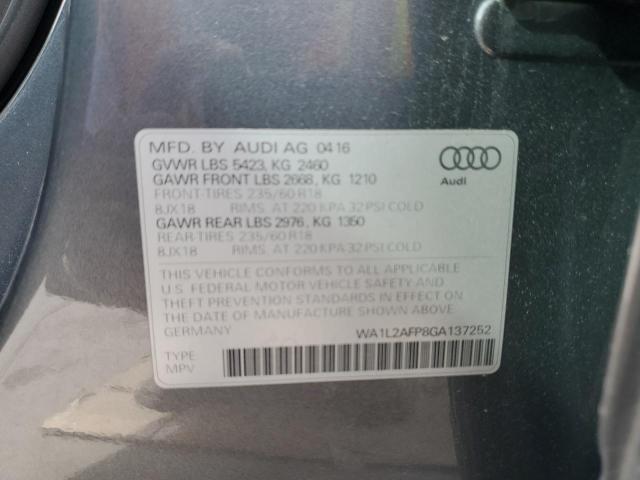 MFD. BY AUDI AG 04 16
GVWR LBS 5423, KG 2460
GAWR FRONT LBS 2668, KG 1210
FRONT-TIRES 235/60 R18
8JX18 RIMS. AT 220 KPA 32 PSI COLD
GAWR REAR LBS 2976, KG 1350
REAR-TIRES 235/60 R18
8JX18 RIMS. AT 220 KPA 32 PSI COLD
Audi
THIS VEHICLE CONFORMS TO ALL APPLICABLE
U.S. FEDERAL MOTOR VEHICLE SAFETY AND
THEFT PREVENTION STANDARDS IN EFFECT ON
THE DATE OF MANUFACTURE SHOWN ABOVE
GERMANY WA1L2AFP8GA137252
TYPE
MPV